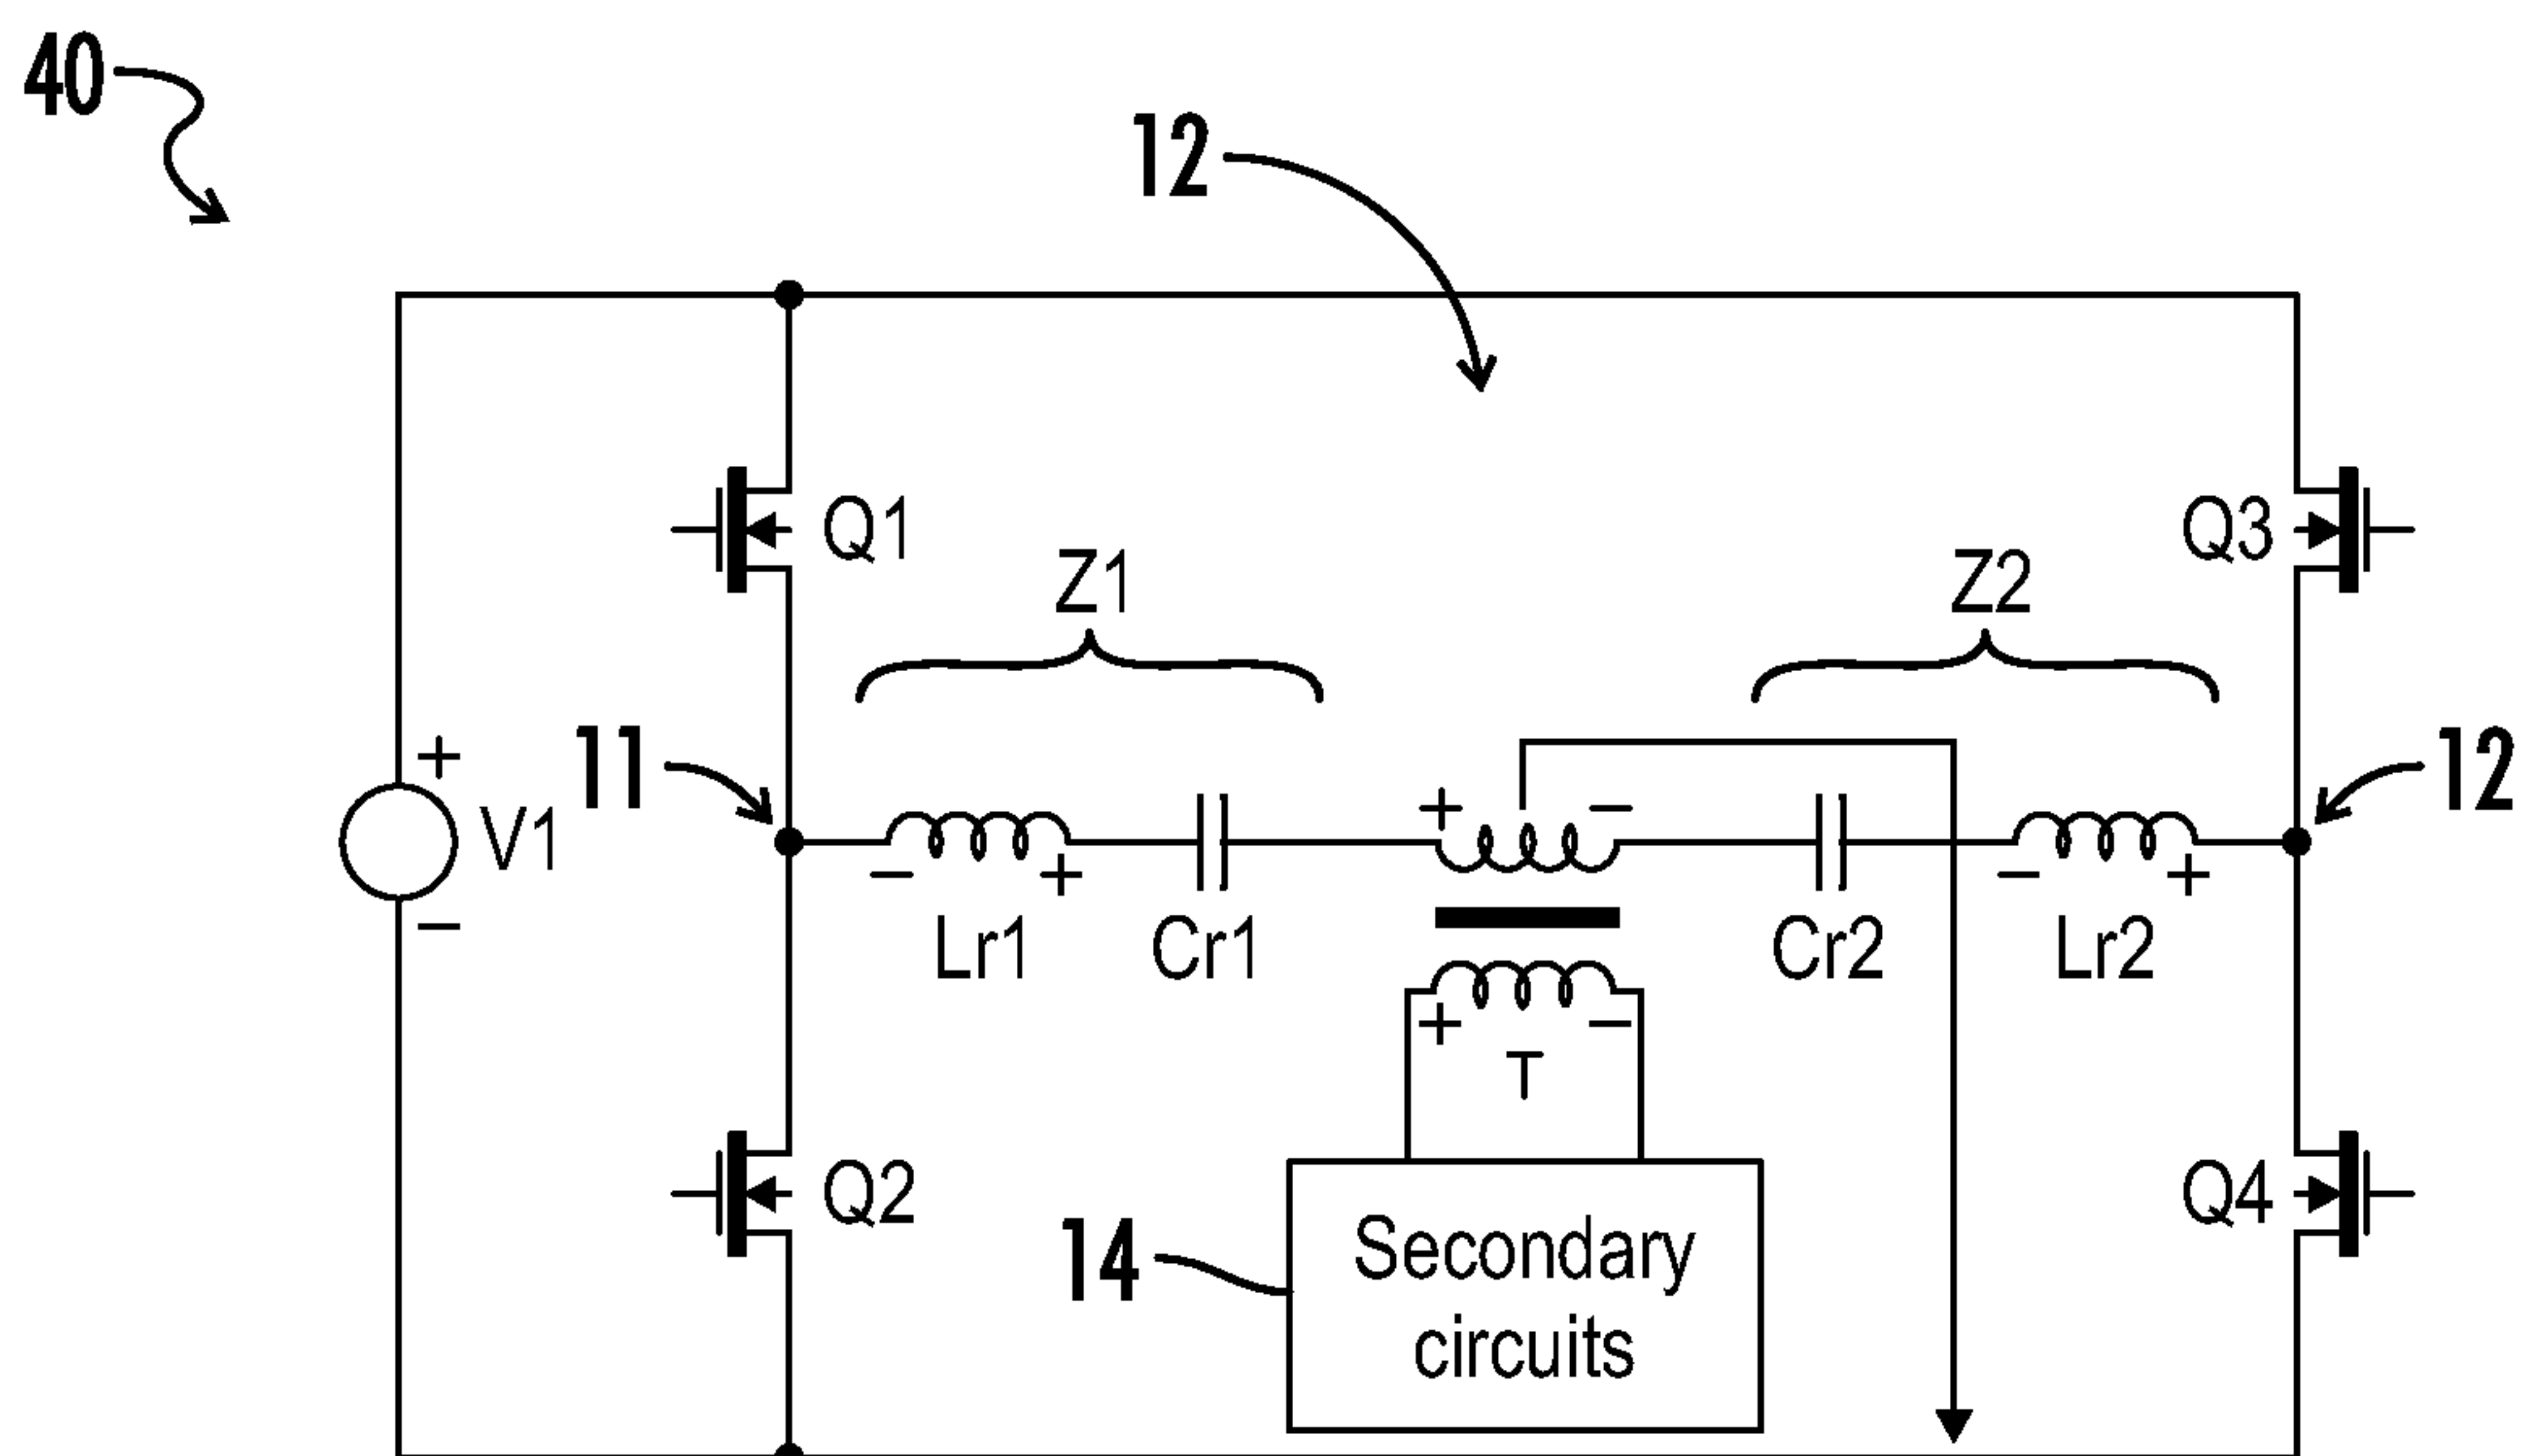 40
12
Q1
Q3
Z1
Z2
11
12
+
V1
−
+
−
−
+
−
+
Lr1
Cr1
Cr2
Lr2
+
−
T
Q2
Q4
14
Secondary
circuits